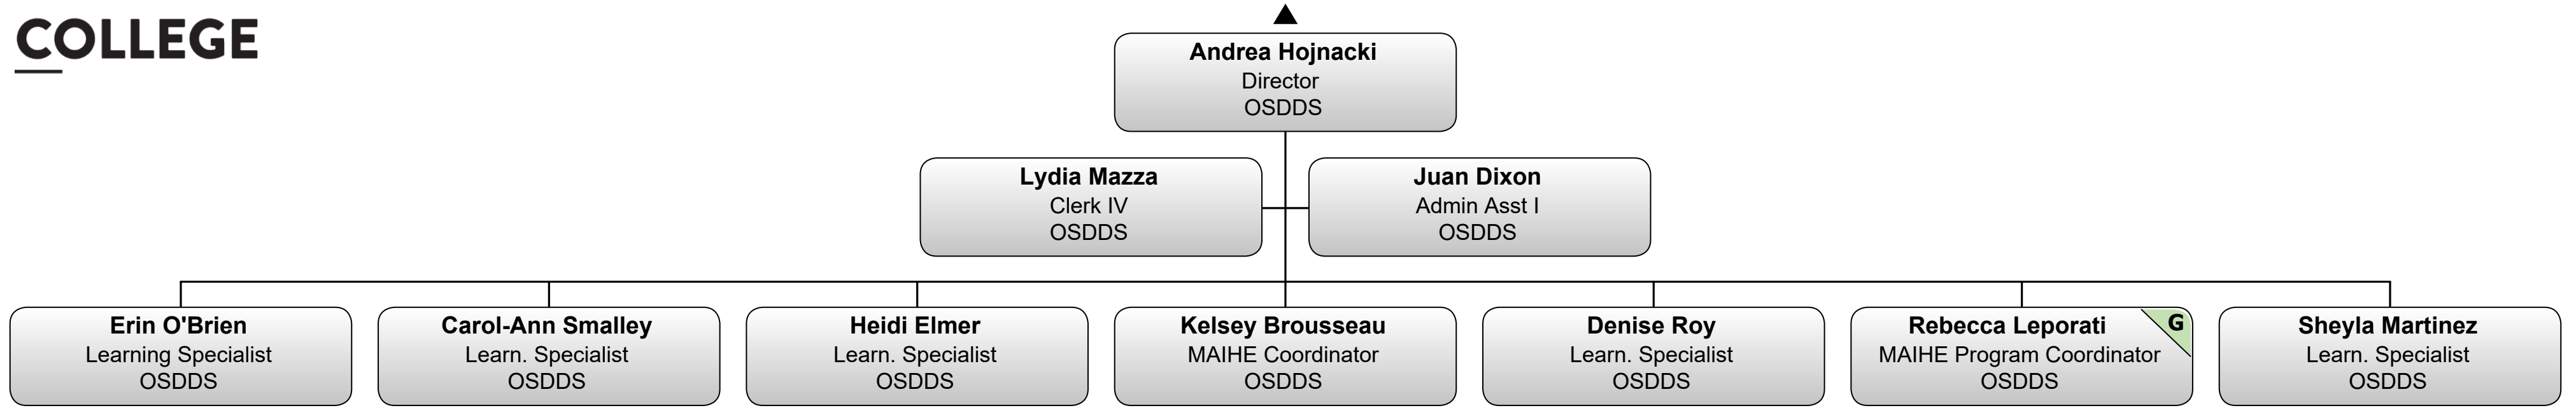 COLLEGE
Andrea Hojnacki
Director
OSDDS
Lydia Mazza
Clerk IV
OSDDS
Juan Dixon
Admin Asst I
OSDDS
Erin O'Brien
Learning Specialist
OSDDS
Carol-Ann Smalley
Learn. Specialist
OSDDS
Heidi Elmer
Learn. Specialist
OSDDS
Kelsey Brousseau
MAIHE Coordinator
OSDDS
Denise Roy
Learn. Specialist
OSDDS
Rebecca Leporati
G
MAIHE Program Coordinator
OSDDS
Sheyla Martinez
Learn. Specialist
OSDDS